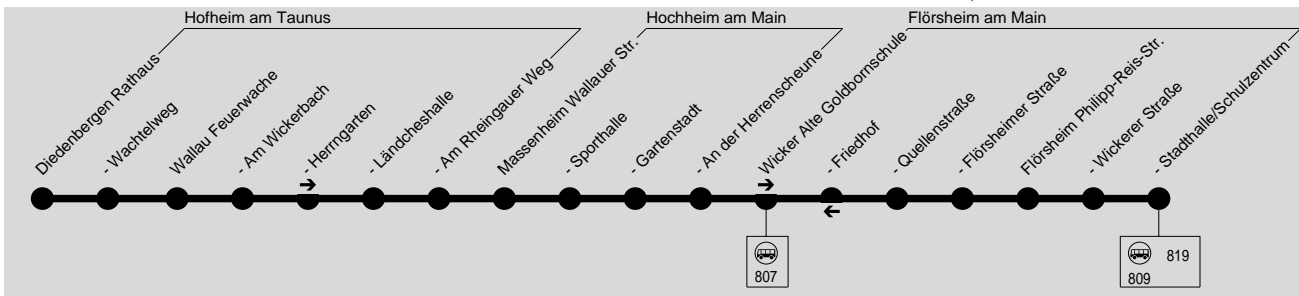 Hofheim am Taunus
Hochheim am Main
Flörsheim am Main
Diedenbergen Rathaus
- Wachtelweg
Wallau Feuerwache
- Am Wickerbach
- Herrngarten
- Ländcheshalle
- Am Rheingauer Weg
Massenheim Wallauer Str.
- Sporthalle
- Gartenstadt
- An der Herrenscheune
Wicker Alte Goldbornschule
- Friedhof
- Quellenstraße
- Flörsheimer Straße
Flörsheim Philipp-Reis-Str.
- Wickerer Straße
- Stadthalle/Schulzentrum
807
819
809